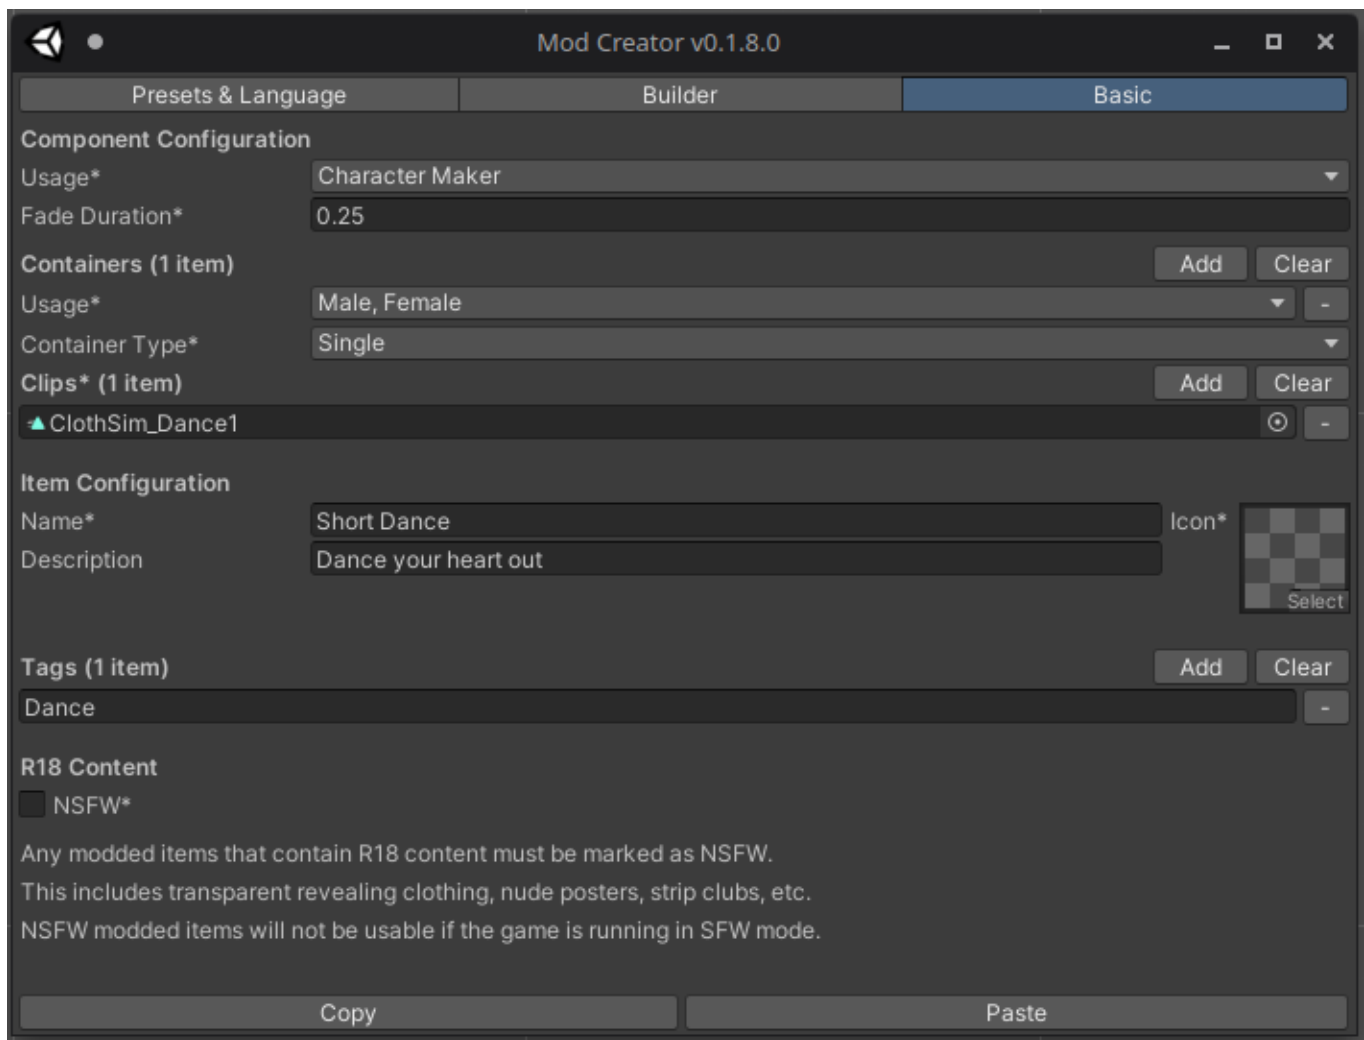 Mod Creator v0.1.8.0
Presets & Language Builder Basic
Component Configuration
Usage* Character Maker
Fade Duration* 0.25
Containers (1 item) Add Clear
Usage* Male, Female -
Container Type* Single
Clips* (1 item) Add Clear
ClothSim_Dance1 -
Item Configuration
Name* Short Dance Icon*
Description Dance your heart out
Select
Tags (1 item) Add Clear
Dance -
R18 Content
NSFW*
Any modded items that contain R18 content must be marked as NSFW.
This includes transparent revealing clothing, nude posters, strip clubs, etc.
NSFW modded items will not be usable if the game is running in SFW mode.
Copy Paste